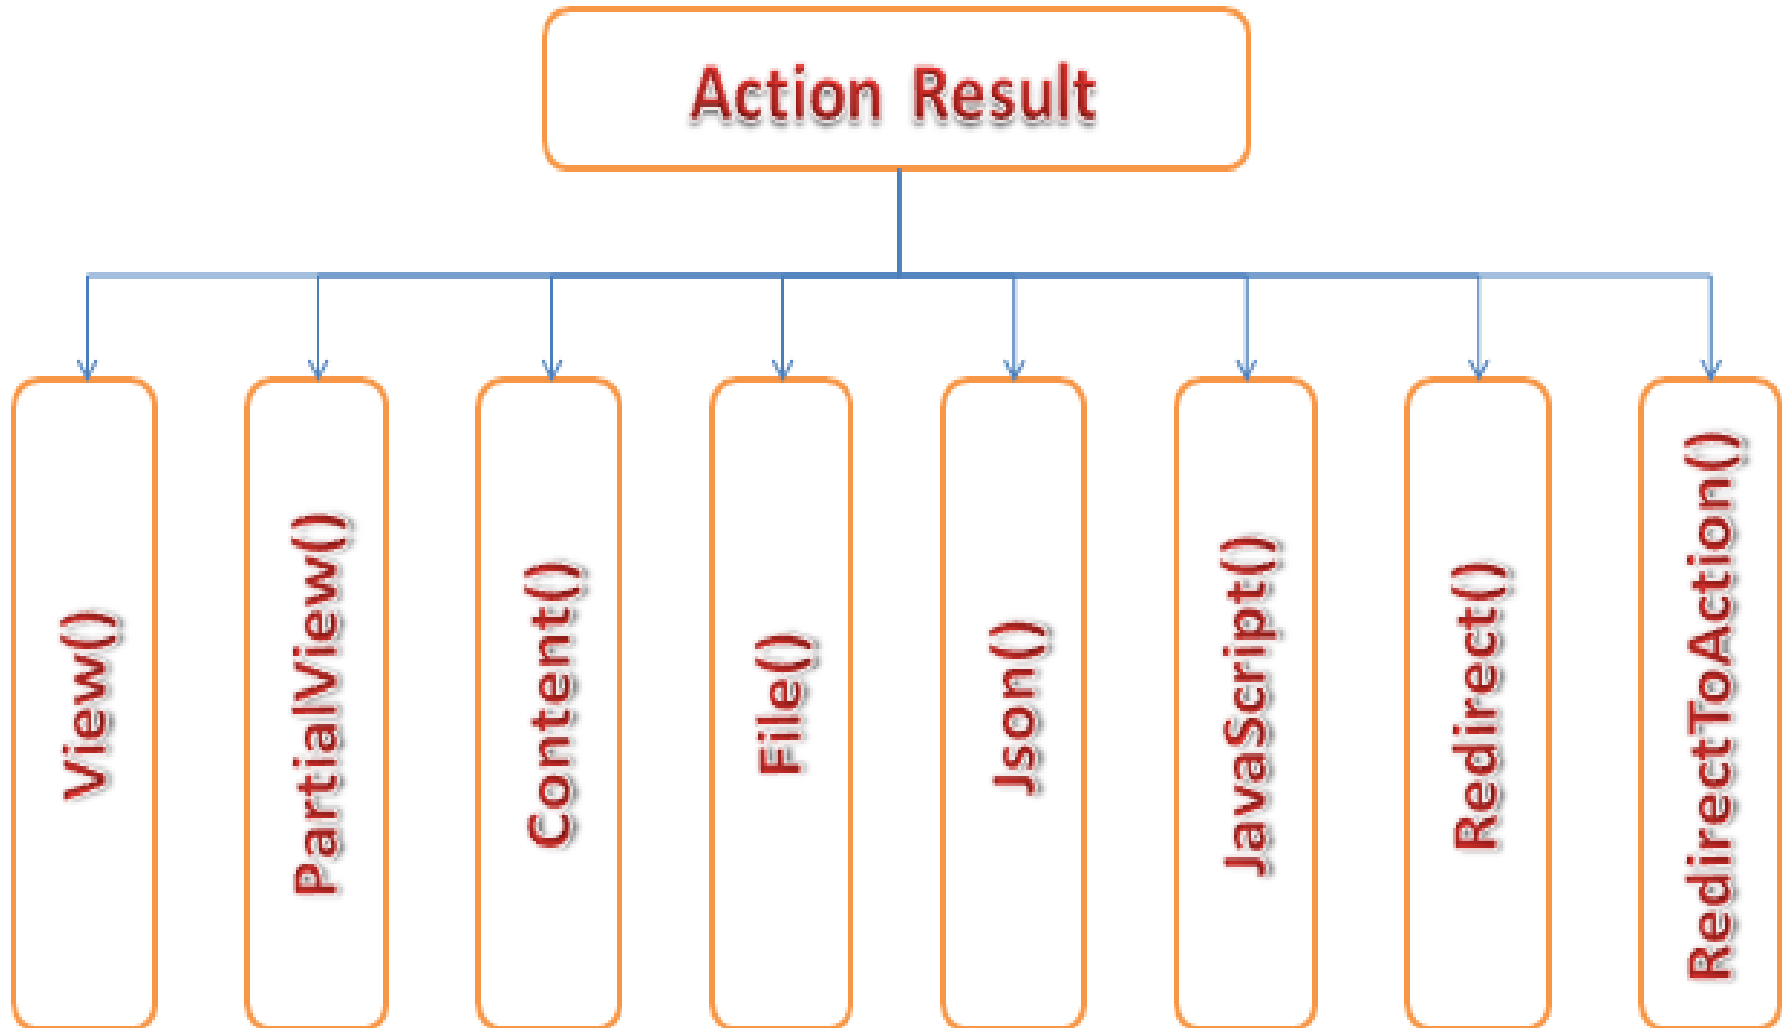 Action Result
View()
PartialView()
Content()
File()
Json()
JavaScript()
Redirect()
RedirectToAction()